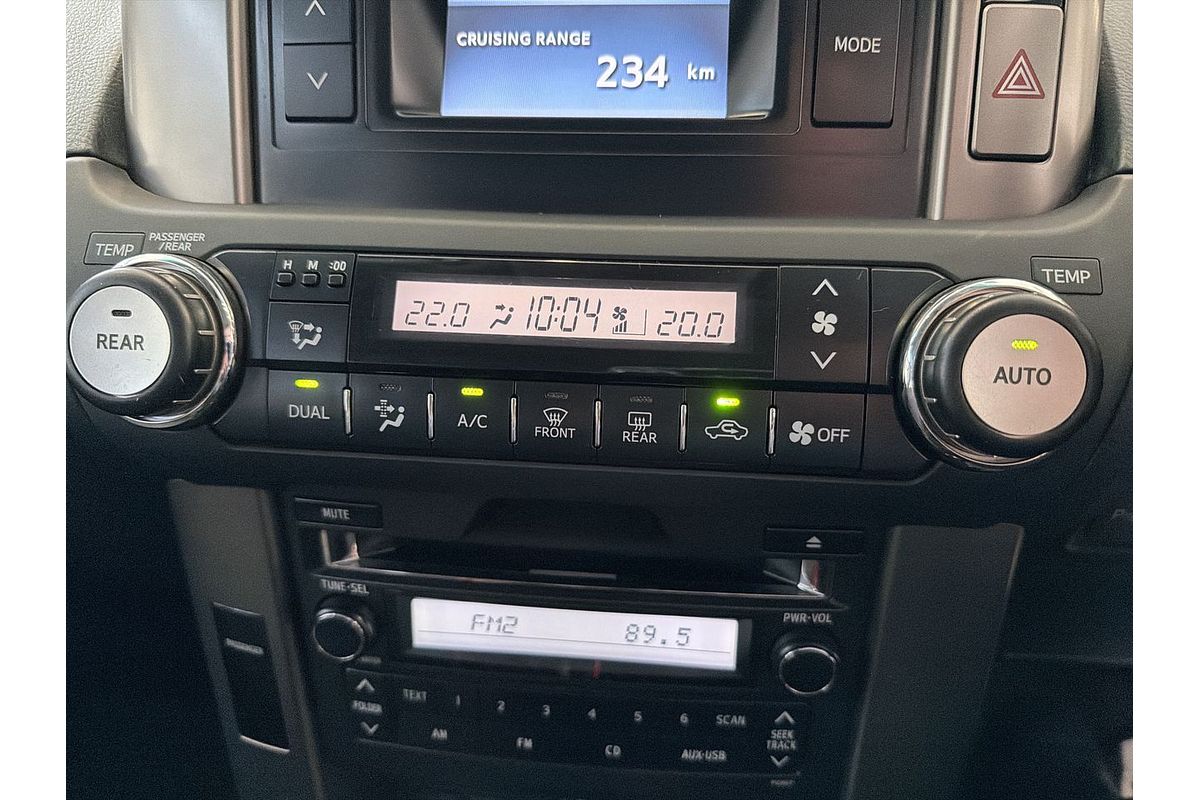 CRUISING RANGE
234 km
MODE
TEMP
PASSENGER
/REAR
H M :00
TEMP
22.0 10:04 20.0
REAR
AUTO
DUAL
A/C
FRONT
REAR
OFF
MUTE
TUNE·SEL
PWR·VOL
FM2 89.5
TEXT 1 2 3 4 5 6 SCAN
FOLDER
SEEK
TRACK
AM FM CD AUX·USB